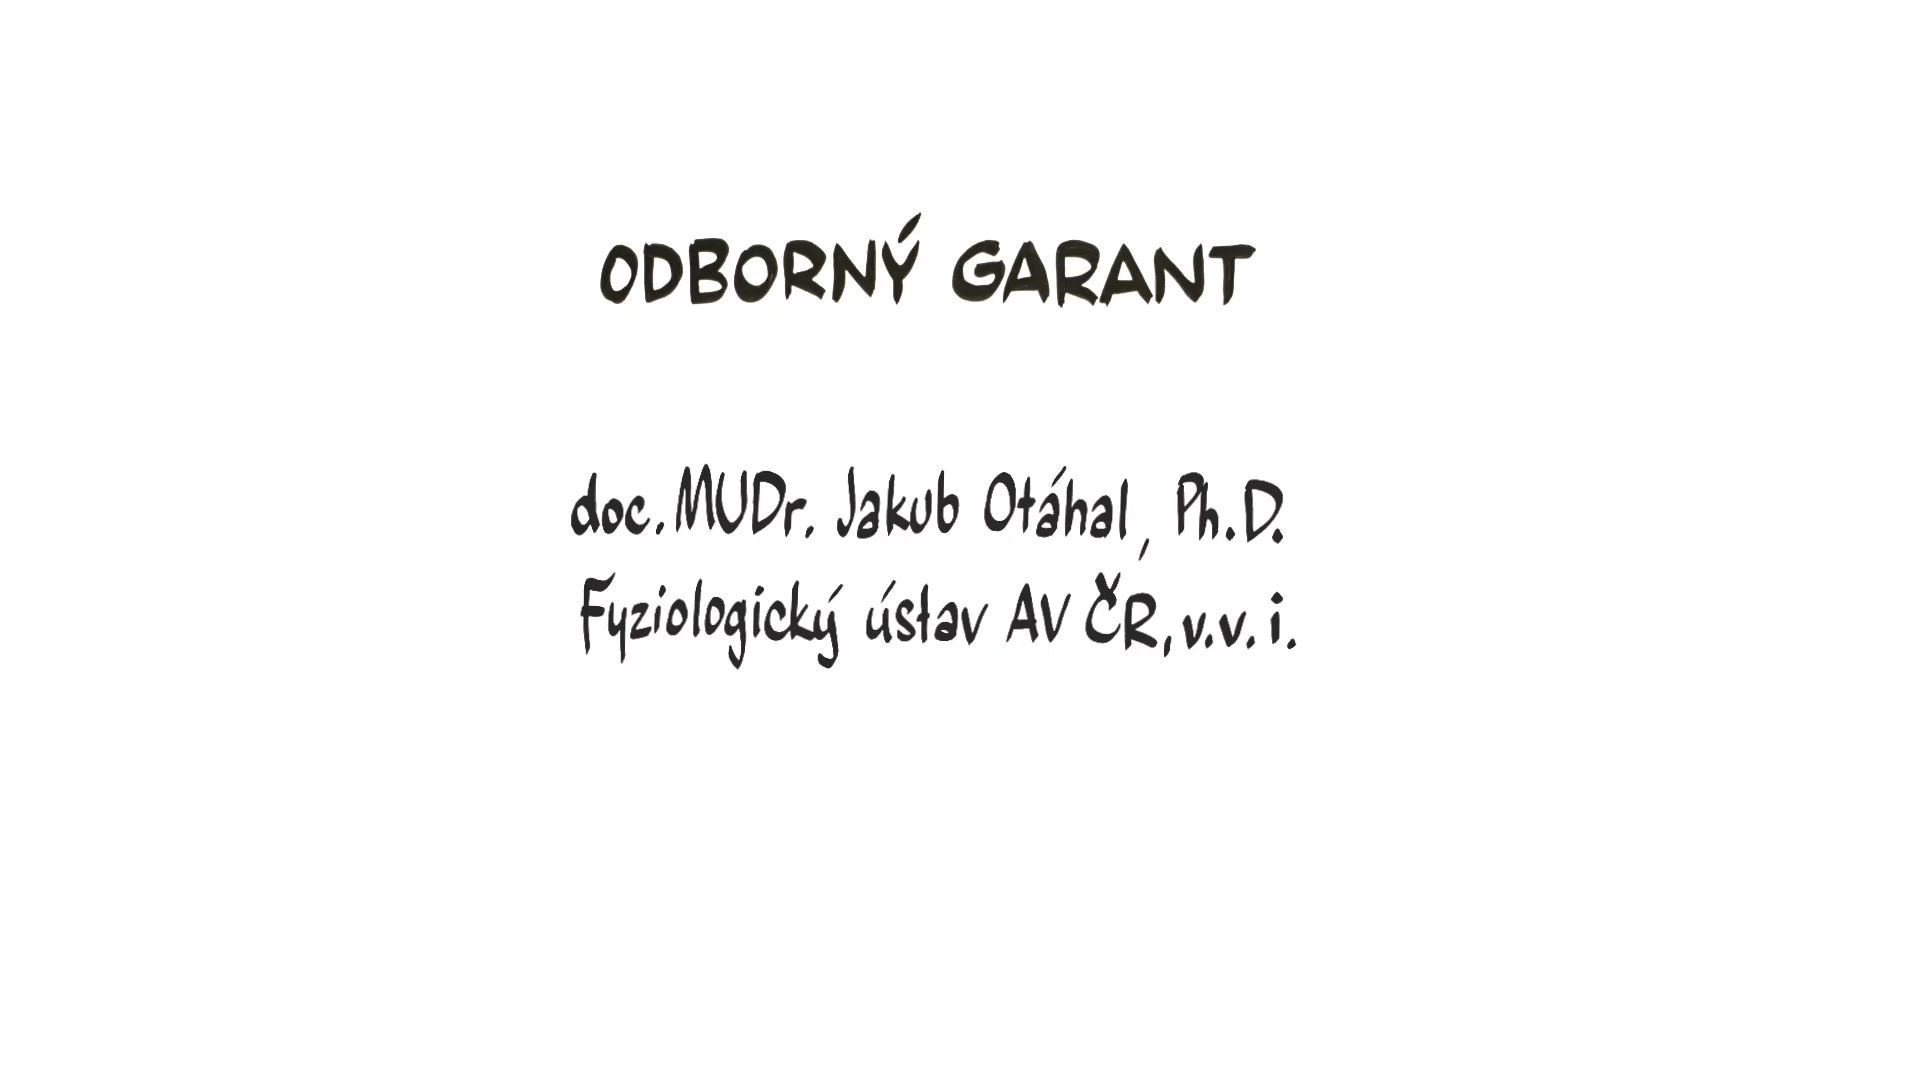 ODBORNÝ GARANT
doc. MUDr. Jakub Otáhal, Ph.D.
Fyziologický ústav AV ČR, v.v.i.